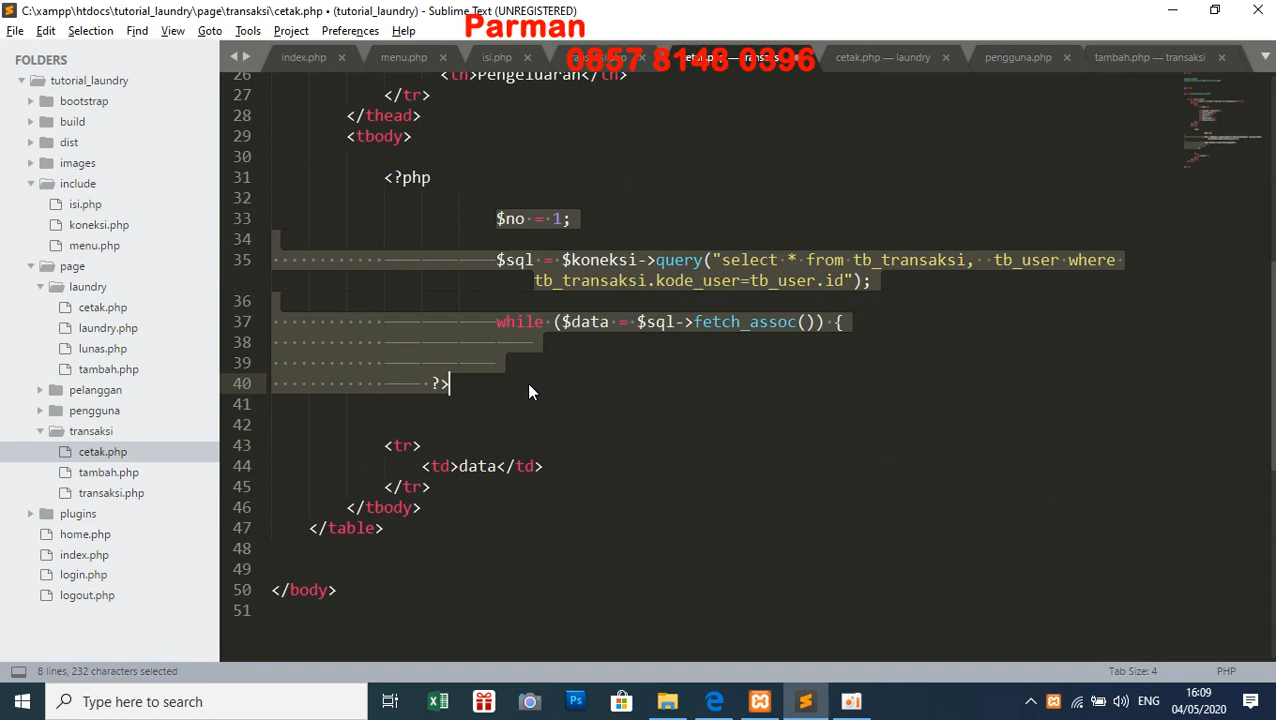 C:\xampp\htdocs\tutorial_laundry\page\transaksi\cetak.php • (tutorial_laundry) - Sublime Text (UNREGISTERED)
Parman
File Edit Selection Find View Goto Tools Project Preferences Help
0857 8148 0396
index.php menu.php isi.php cetak.php — laundry pengguna.php tambah.php — transaksi
FOLDERS
tutorial_laundry
bootstrap
build
dist
images
include
isi.php
koneksi.php
menu.php
page
laundry
cetak.php
laundry.php
lunas.php
tambah.php
pelanggan
pengguna
transaksi
cetak.php
tambah.php
transaksi.php
plugins
home.php
index.php
login.php
logout.php
26 <th>Pengeluaran</th>
27 </tr>
28 </thead>
29 <tbody>
30
31 <?php
32
33 $no = 1;
34
35 $sql = $koneksi->query("select * from tb_transaksi, tb_user where
tb_transaksi.kode_user=tb_user.id");
36
37 while ($data = $sql->fetch_assoc()) {
38
39
40 ?>
41
42
43 <tr>
44 <td>data</td>
45 </tr>
46 </tbody>
47 </table>
48
49
50 </body>
51
8 lines, 232 characters selected
Tab Size: 4 PHP
Type here to search
ENG
16:09
04/05/2020